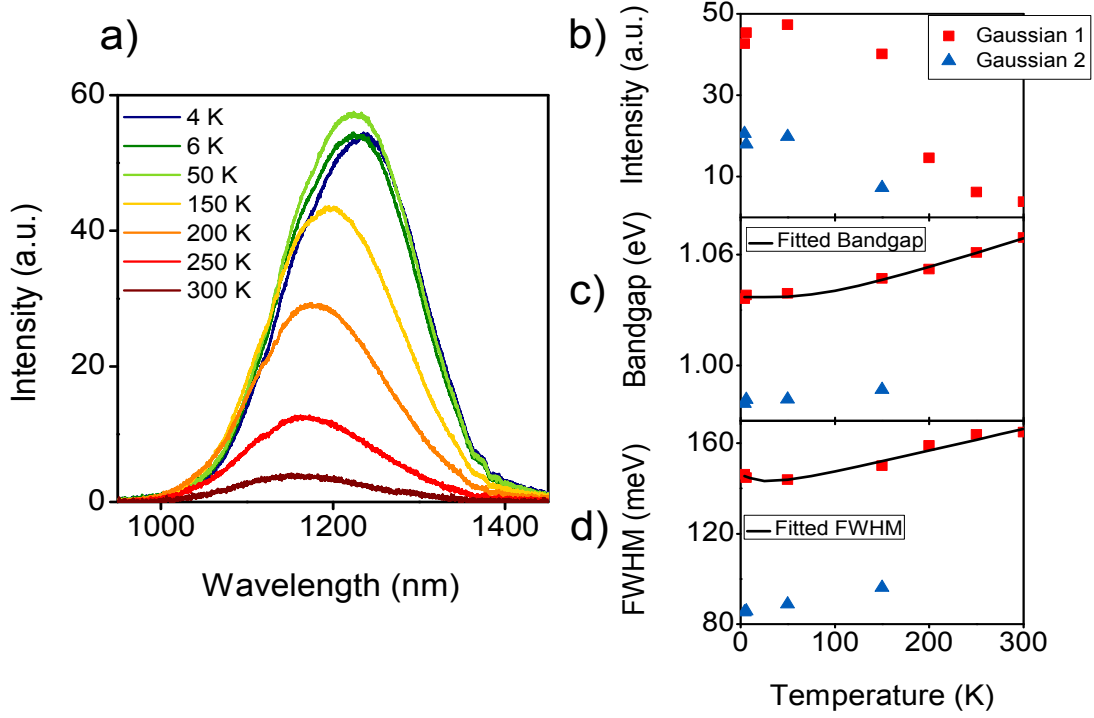 a)
60
40
20
0
Intensity (a.u.)
4 K
6 K
50 K
150 K
200 K
250 K
300 K
1000
1200
1400
Wavelength (nm)
b)
50
30
10
Intensity (a.u.)
Gaussian 1
Gaussian 2
c)
1.06
1.00
Bandgap (eV)
Fitted Bandgap
d)
160
120
80
FWHM (meV)
Fitted FWHM
0
100
200
300
Temperature (K)